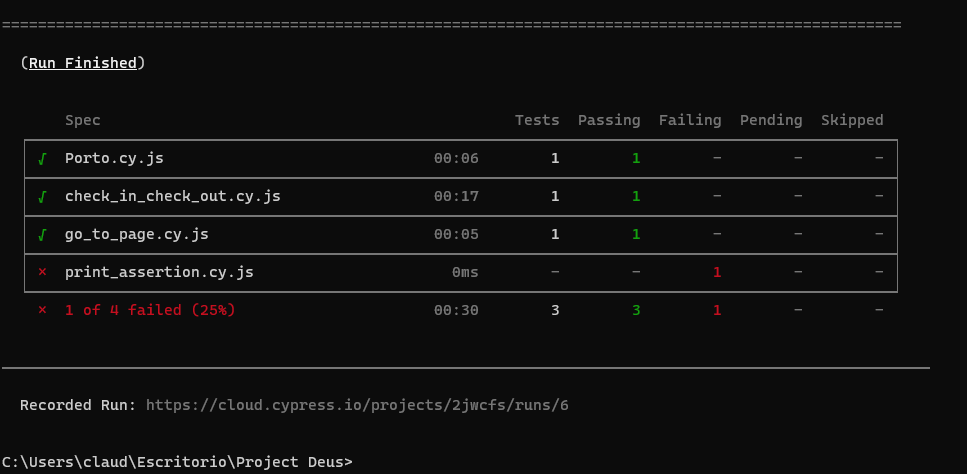 (Run Finished)
Spec Tests Passing Failing Pending Skipped
√ Porto.cy.js 00:06 1 1 - - -
√ check_in_check_out.cy.js 00:17 1 1 - - -
√ go_to_page.cy.js 00:05 1 1 - - -
× print_assertion.cy.js 0ms - - 1 - -
× 1 of 4 failed (25%) 00:30 3 3 1 - -
Recorded Run: https://cloud.cypress.io/projects/2jwcfs/runs/6
C:\Users\claud\Escritorio\Project Deus>